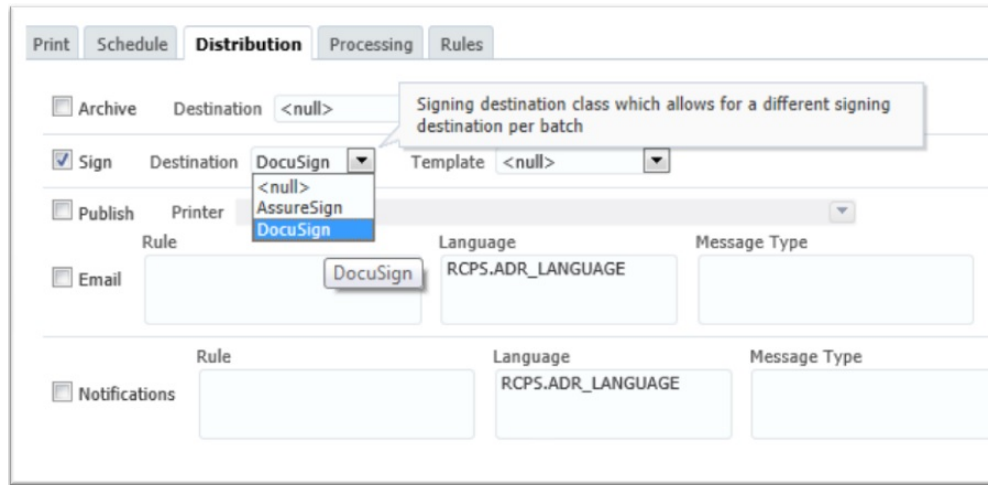 Print Schedule Distribution Processing Rules
Archive Destination <null>
Signing destination class which allows for a different signing
destination per batch
Sign Destination DocuSign Template <null>
<null>
AssureSign
DocuSign
Publish Printer
Rule Language Message Type
Email RCPS.ADR_LANGUAGE
DocuSign
Rule Language Message Type
Notifications RCPS.ADR_LANGUAGE